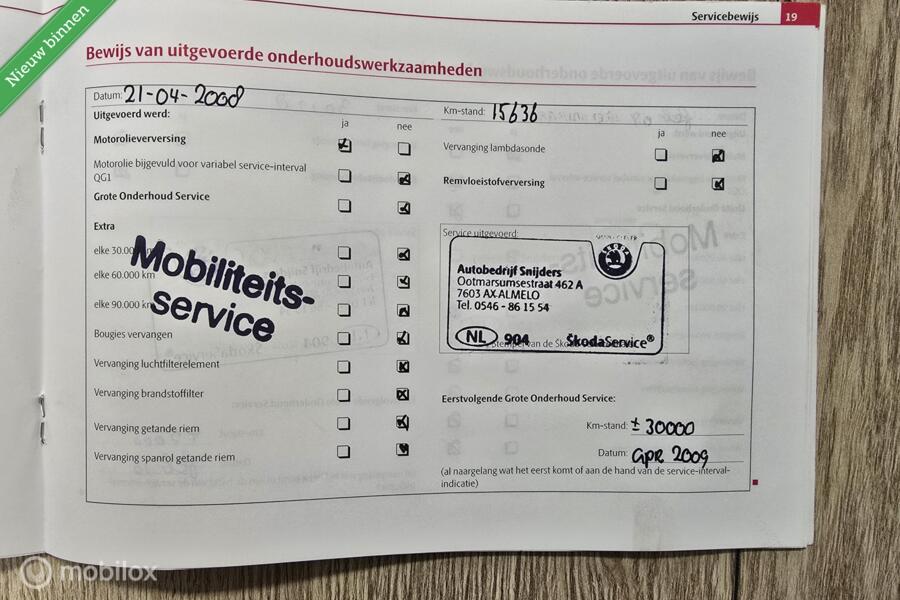 Nieuw binnen
Servicebewijs 19
Bewijs van uitgevoerde onderhoudswerkzaamheden
Datum: 21-04-2008
Km-stand: 15636
Uitgevoerd werd:
ja nee
ja nee
Motorolieverversing
Vervanging lambdasonde
Motorolie bijgevuld voor variabel service-interval
QG1
Remvloeistofverversing
Grote Onderhoud Service
Extra
Service uitgevoerd:
elke 30.000 km
elke 60.000 km
elke 90.000 km
Mobiliteits-
service
SKODA
Autobedrijf Snijders
Ootmarsumsestraat 462 A
7603 AX ALMELO
Tel. 0546 - 86 15 54
NL 904 ŠkodaService®
Bougies vervangen
Vervanging luchtfilterelement
Vervanging brandstoffilter
Vervanging getande riem
Vervanging spanrol getande riem
Eerstvolgende Grote Onderhoud Service:
Km-stand: ± 30000
Datum: apr 2009
(al naargelang wat het eerst komt of aan de hand van de service-interval-
indicatie)
mobilox